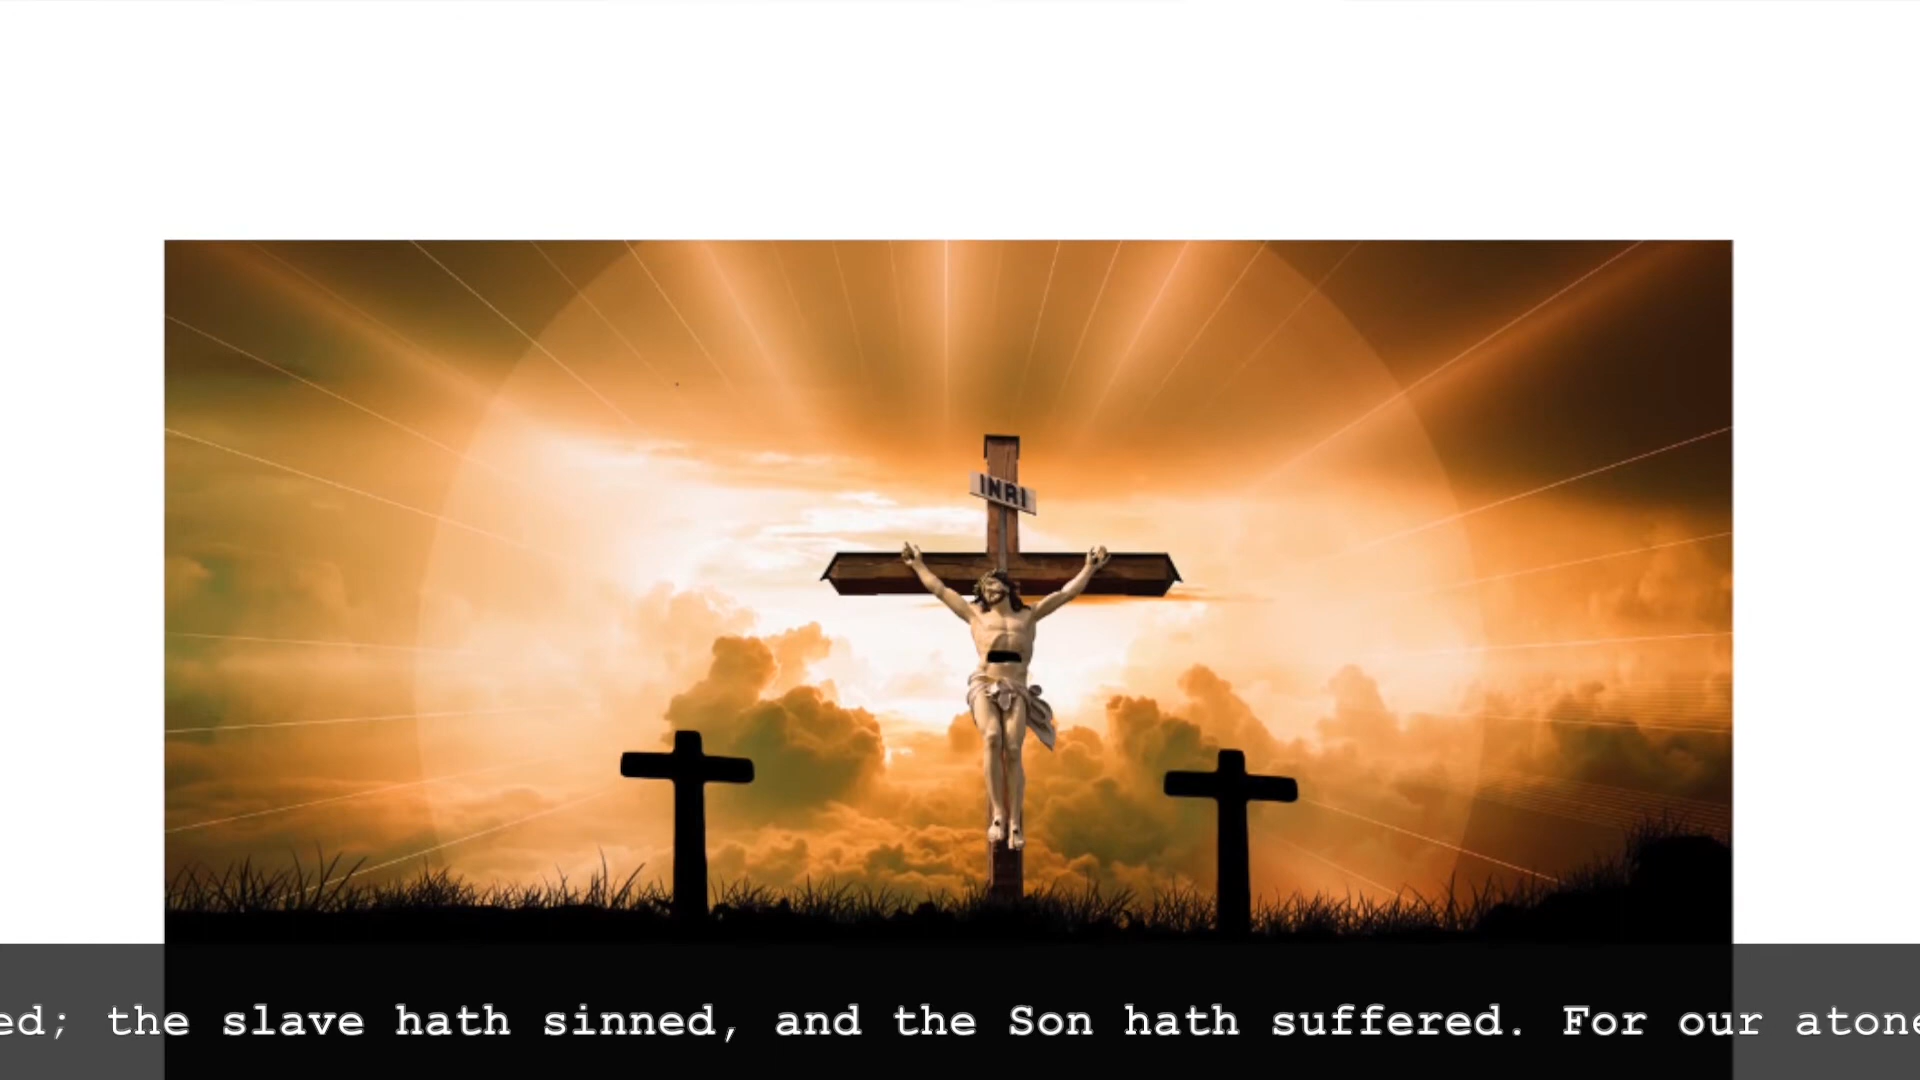 INRI
ed; the slave hath sinned, and the Son hath suffered. For our atone